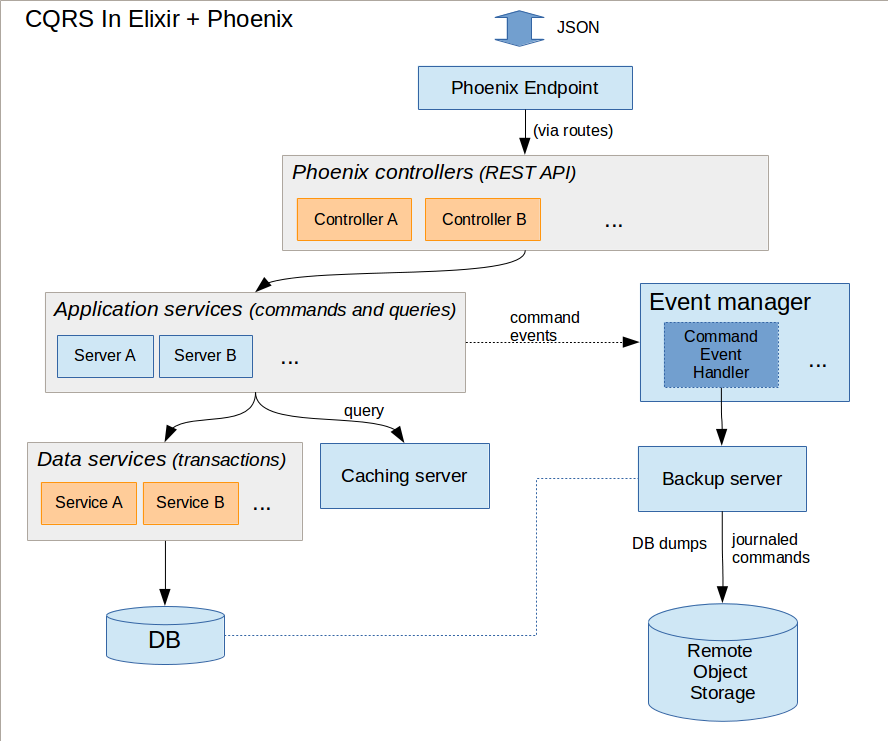 CQRS In Elixir + Phoenix
JSON
Phoenix Endpoint
(via routes)
Phoenix controllers (REST API)
Controller A
Controller B
...
Application services (commands and queries)
Server A
Server B
...
command
events
Event manager
Command
Event
Handler
...
query
Data services (transactions)
Service A
Service B
...
Caching server
Backup server
DB dumps
journaled
commands
DB
Remote
Object
Storage